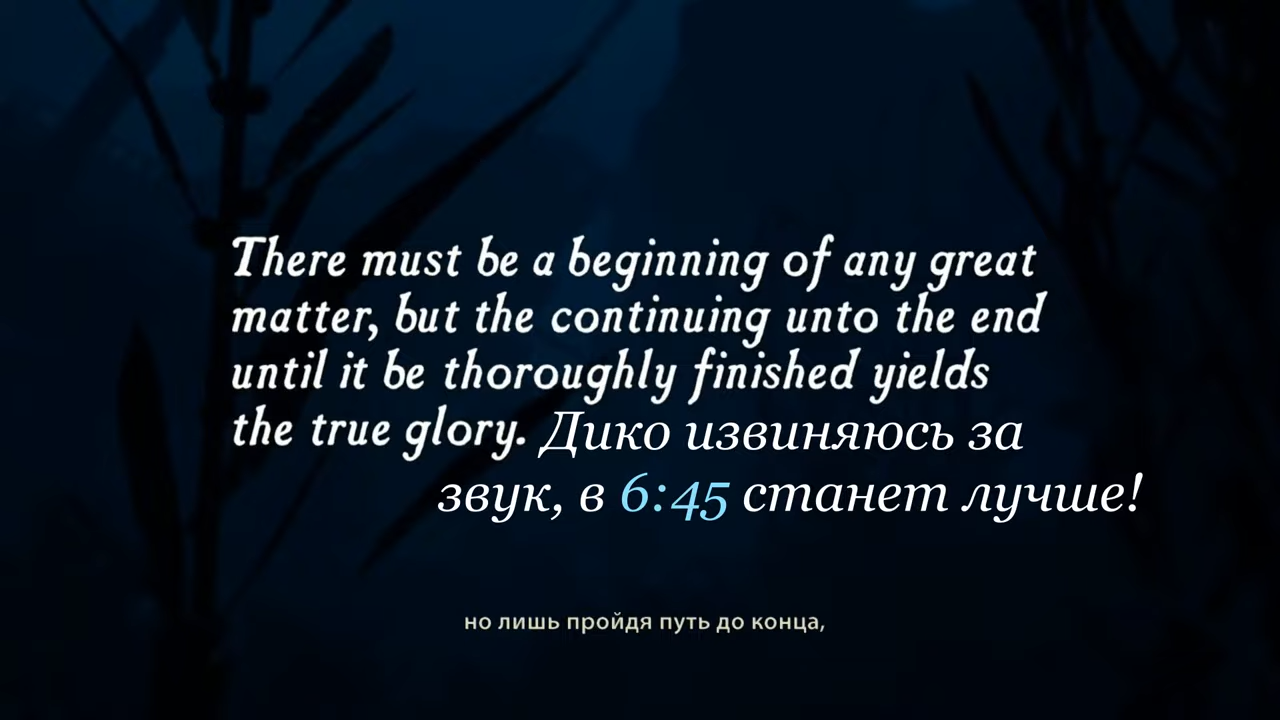 There must be a beginning of any great
matter, but the continuing unto the end
until it be thoroughly finished yields
the true glory. Дико извиняюсь за
звук, в 6:45 станет лучше!
но лишь пройдя путь до конца,